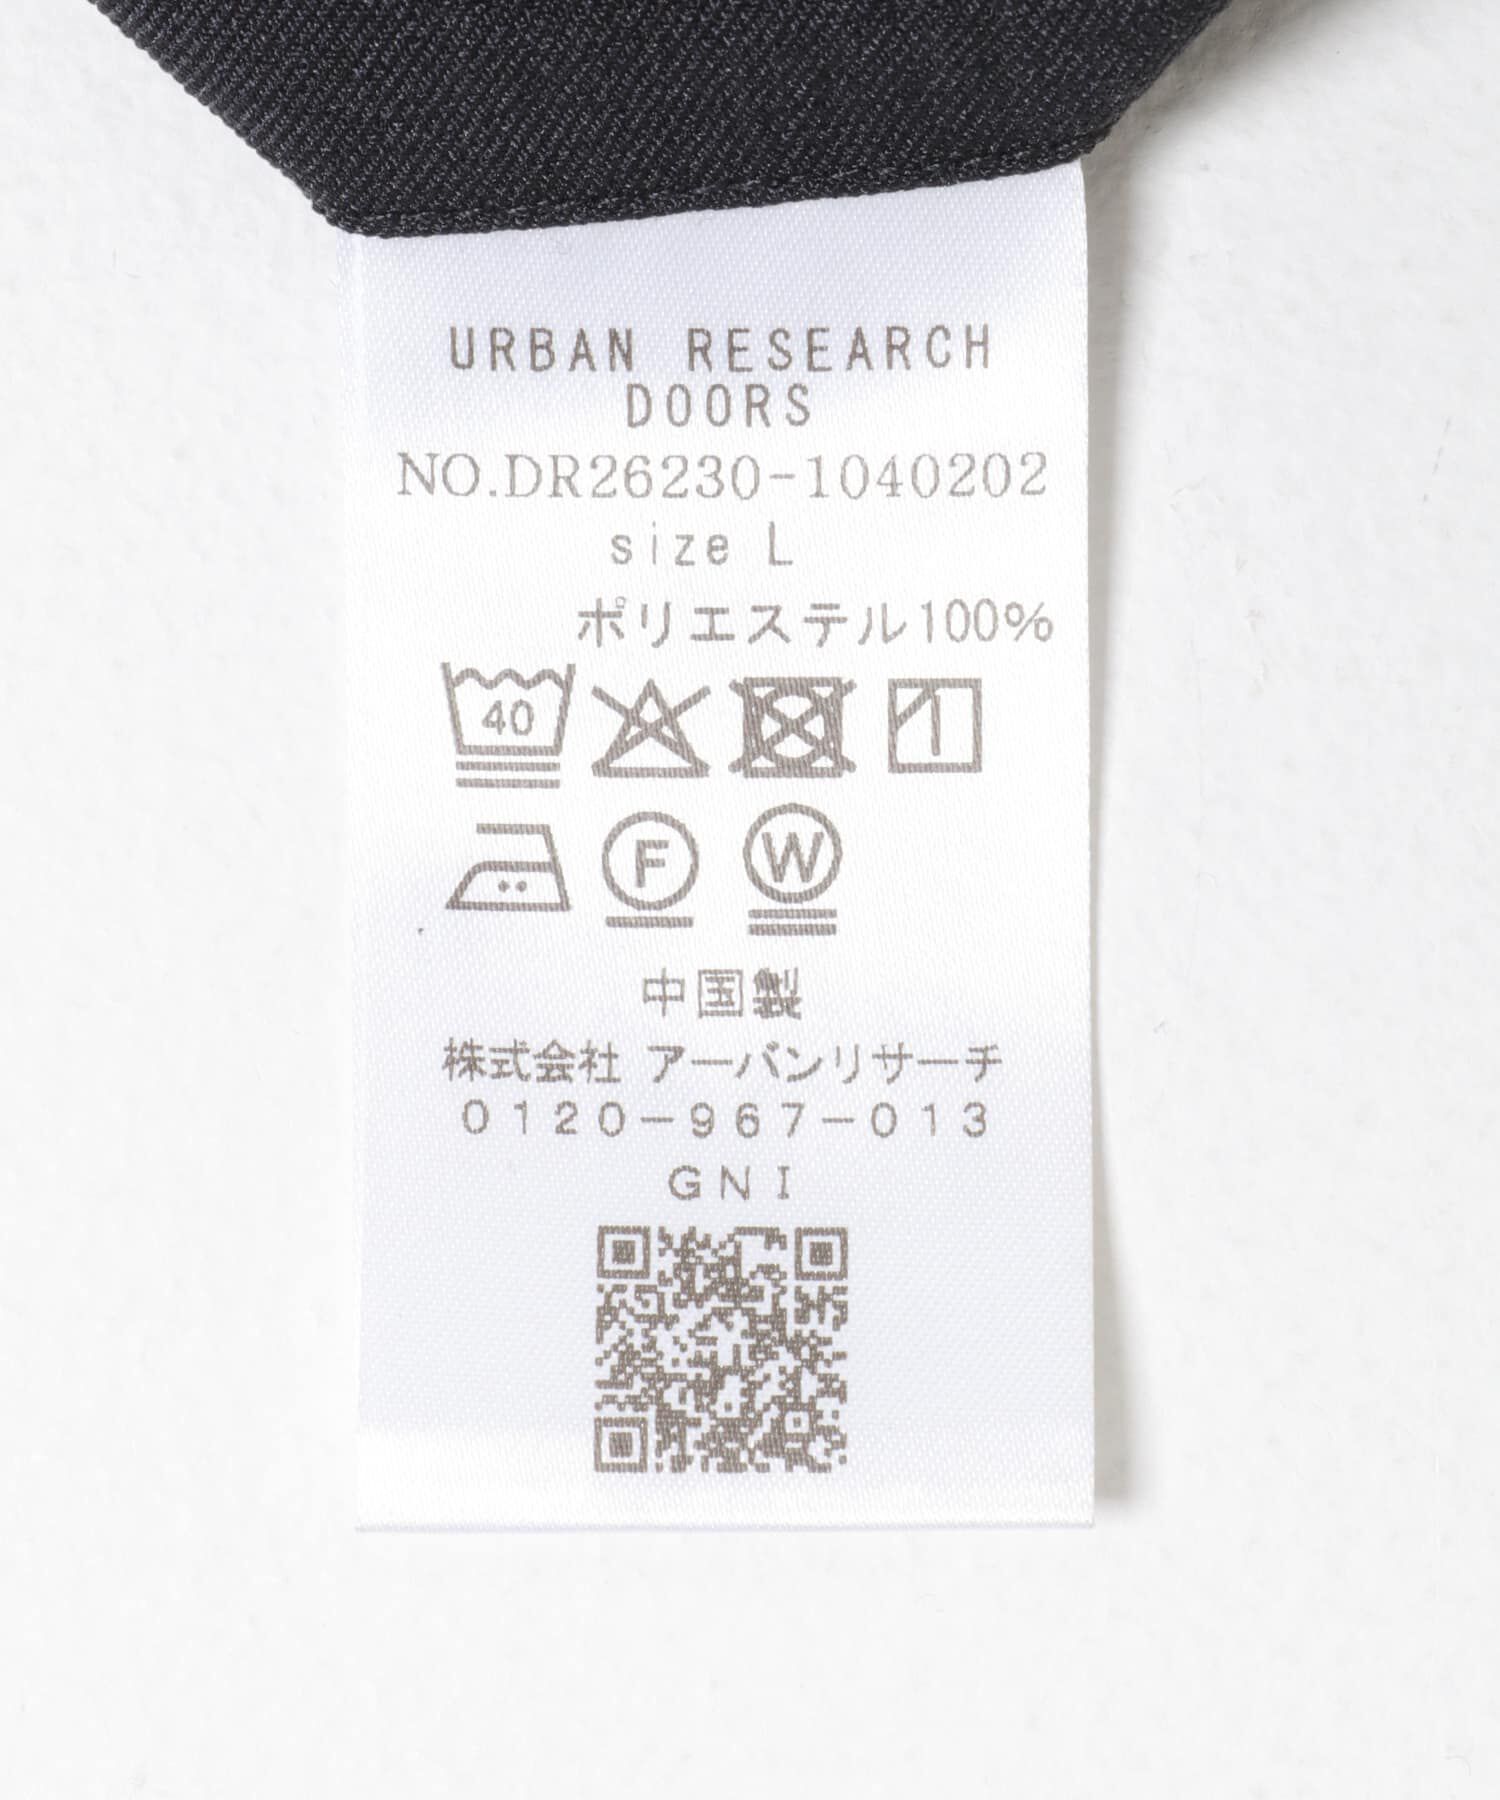 URBAN RESEARCH
DOORS
NO.DR26230-1040202
size L
ポリエステル100%
40
F W
中国製
株式会社 アーバンリサーチ
0120-967-013
GNI